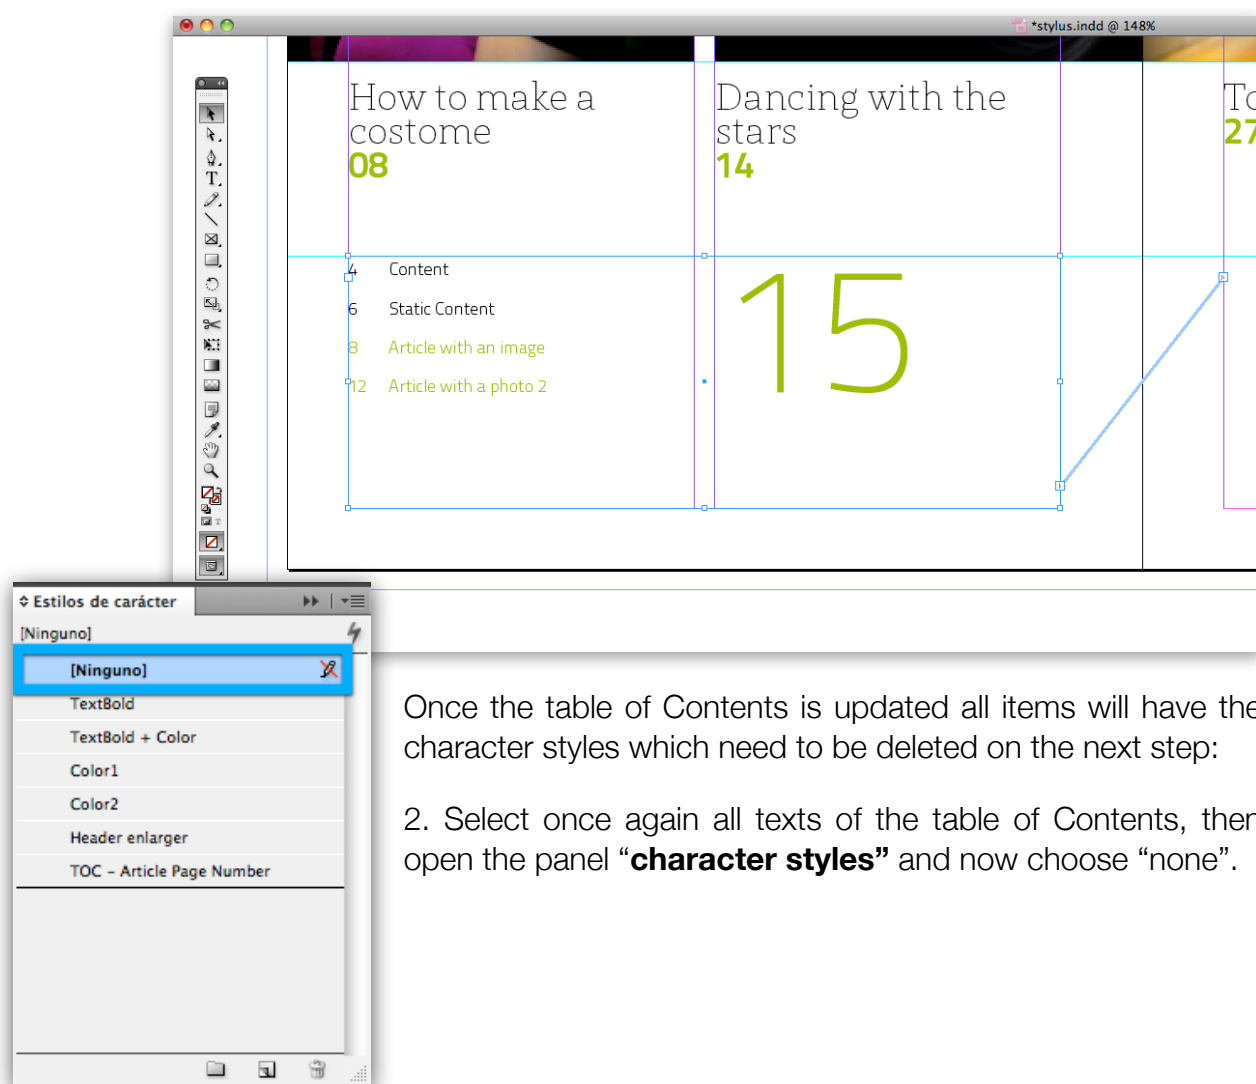 *stylus.indd @ 148%
How to make a
costome
08
Dancing with the
stars
14
27
4 Content
6 Static Content
8 Article with an image
12 Article with a photo 2
15
Estilos de carácter
[Ninguno]
[Ninguno]
TextBold
TextBold + Color
Color1
Color2
Header enlarger
TOC - Article Page Number
Once the table of Contents is updated all items will have the
character styles which need to be deleted on the next step:
2. Select once again all texts of the table of Contents, then
open the panel “character styles” and now choose “none”.